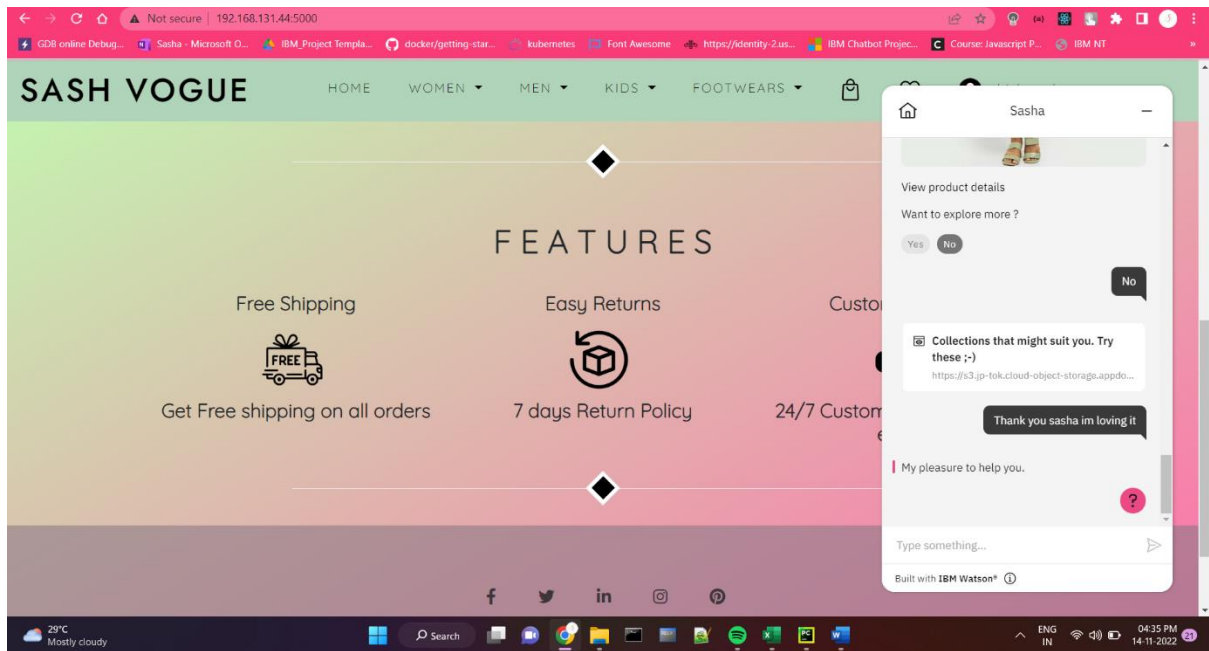 Not secure | 192.168.131.44:5000
GDB online Debug... Sasha - Microsoft O... IBM_Project Templa... docker/getting-star... kubernetes Font Awesome https://identity-2.us... IBM Chatbot Projec... Course: Javascript P... IBM NT »
SASH VOGUE HOME WOMEN MEN KIDS FOOTWEARS
FEATURES
Free Shipping Easy Returns Custo
FREE
Get Free shipping on all orders 7 days Return Policy 24/7 Custom
e
Sasha
View product details
Want to explore more ?
Yes No
No
Collections that might suit you. Try
these ;-)
https://s3.jp-tok.cloud-object-storage.appdo...
Thank you sasha im loving it
My pleasure to help you.
?
Type something...
Built with IBM Watson®
29°C
Mostly cloudy
Search
ENG
IN
04:35 PM
14-11-2022
21